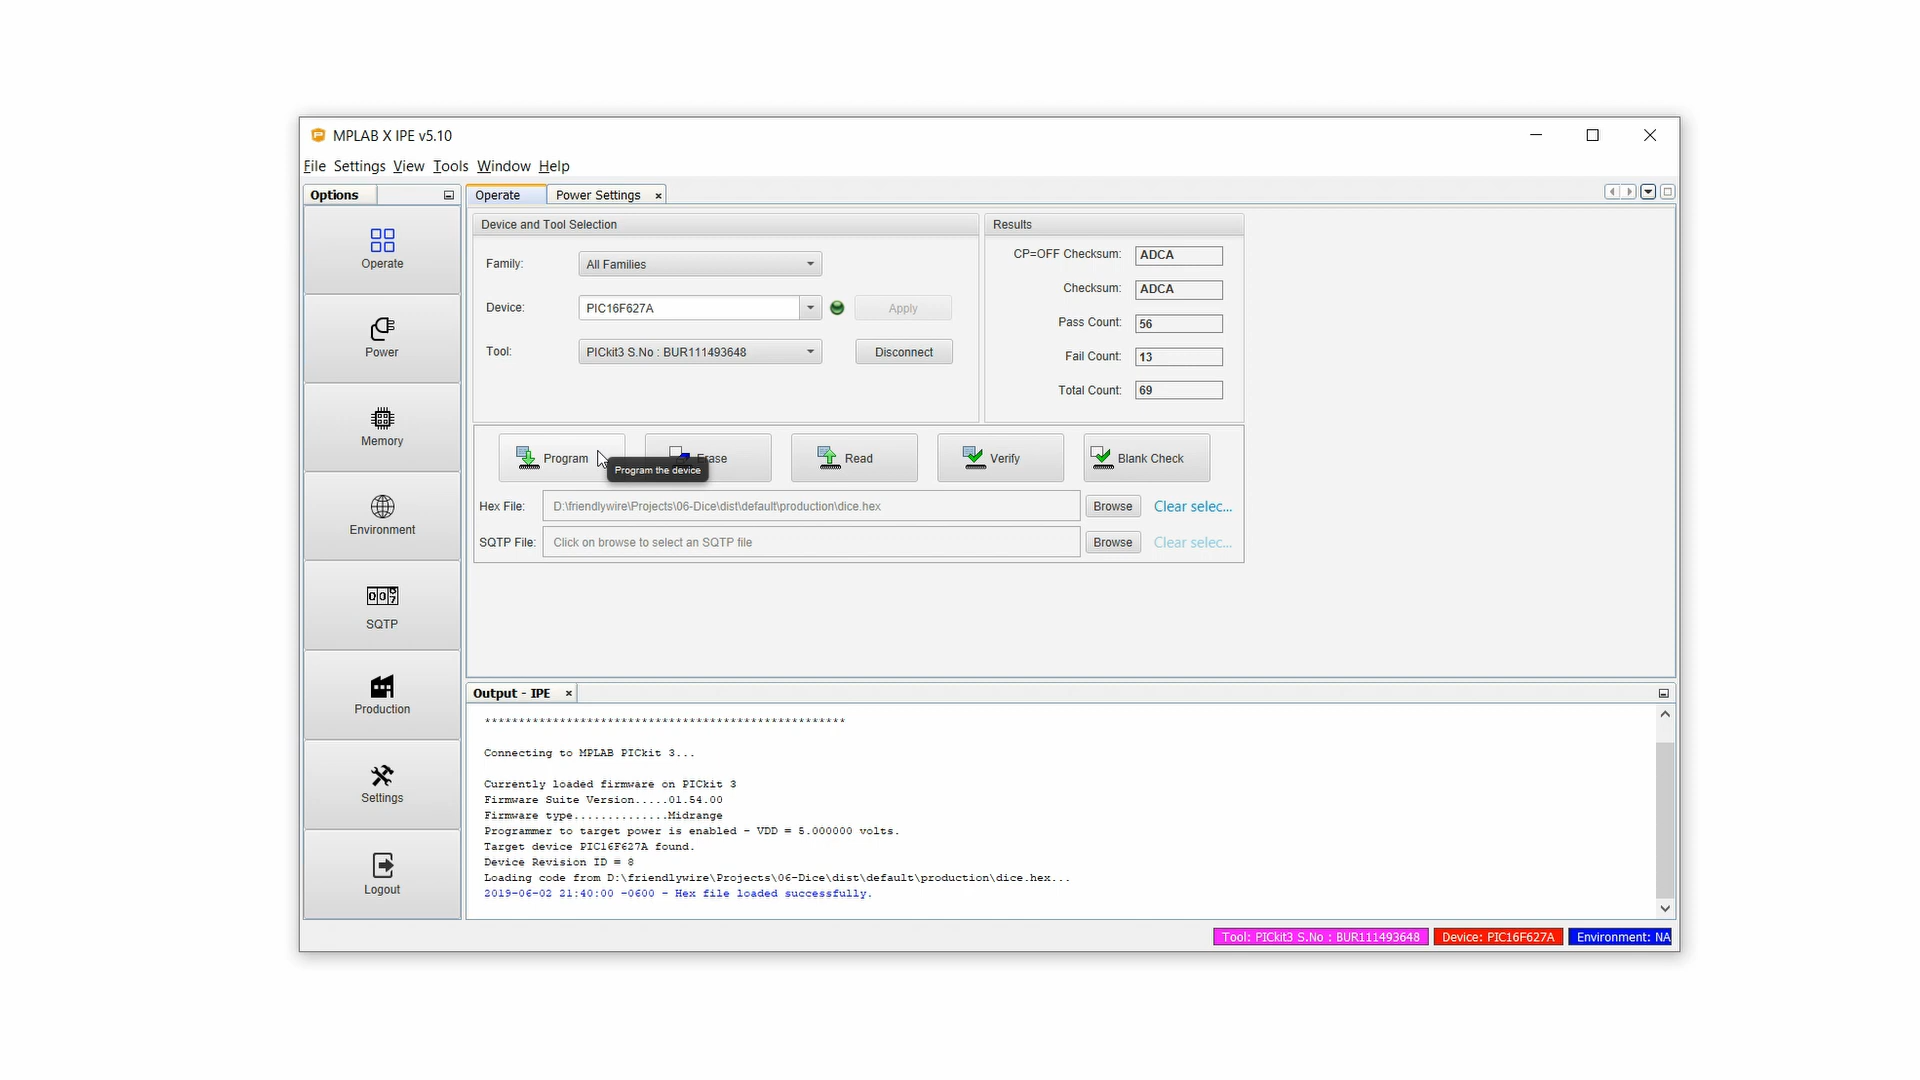 MPLAB X IPE v5.10
File Settings View Tools Window Help
Options
Operate
Power
Memory
Environment
SQTP
Production
Settings
Logout
Operate Power Settings
Device and Tool Selection
Family: All Families
Device: PIC16F627A Apply
Tool: PICkit3 S.No : BUR111493648 Disconnect
Results
CP=OFF Checksum: ADCA
Checksum: ADCA
Pass Count: 56
Fail Count: 13
Total Count: 69
Program Erase Read Verify Blank Check
Program the device
Hex File: D:\friendlywire\Projects\06-Dice\dist\default\production\dice.hex Browse Clear selec...
SQTP File: Click on browse to select an SQTP file Browse Clear selec...
Output - IPE
*****************************************************
Connecting to MPLAB PICkit 3...
Currently loaded firmware on PICkit 3
Firmware Suite Version.....01.54.00
Firmware type..............Midrange
Programmer to target power is enabled - VDD = 5.000000 volts.
Target device PIC16F627A found.
Device Revision ID = 8
Loading code from D:\friendlywire\Projects\06-Dice\dist\default\production\dice.hex...
2019-06-02 21:40:00 -0600 - Hex file loaded successfully.
Tool: PICkit3 S.No : BUR111493648 Device: PIC16F627A Environment: NA